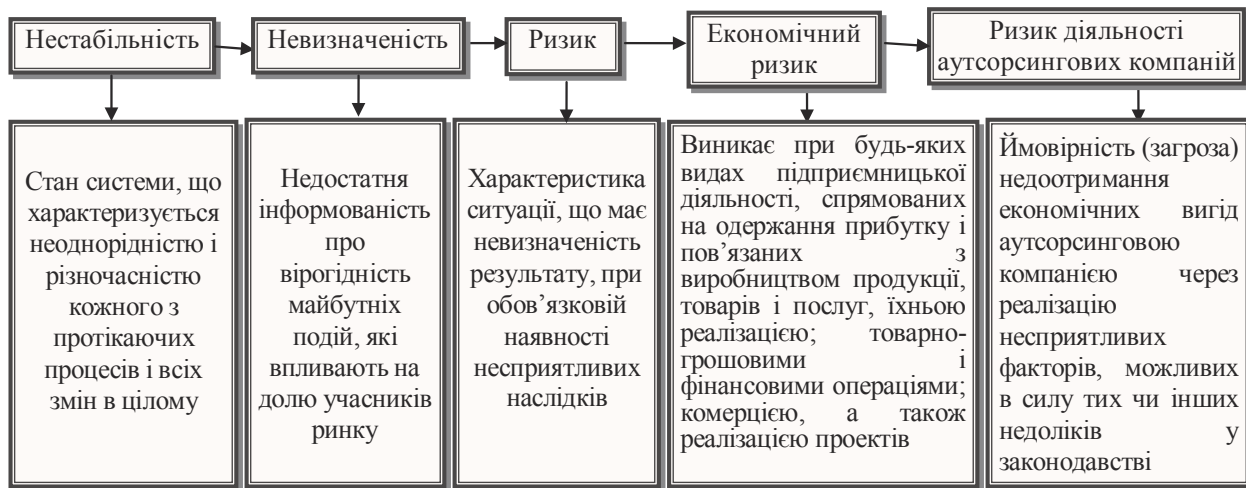 Нестабільність
Невизначеність
Ризик
Економічний
ризик
Ризик діяльності
аутсорсингових компаній
Стан системи, що
характеризується
неоднорідністю і
різночасністю
кожного з
протікаючих
процесів і всіх
змін в цілому
Недостатня
інформованість
про
вірогідність
майбутніх
подій, які
впливають на
долю учасників
ринку
Характеристика
ситуації, що має
невизначеність
результату, при
обов’язковій
наявності
несприятливих
наслідків
Виникає при будь-яких
видах підприємницької
діяльності, спрямованих
на одержання прибутку і
пов’язаних з
виробництвом продукції,
товарів і послуг, їхньою
реалізацією; товарно-
грошовими і
фінансовими операціями;
комерцією, а також
реалізацією проектів
Ймовірність (загроза)
недоотримання
економічних вигід
аутсорсинговою
компанією через
реалізацію
несприятливих
факторів, можливих
в силу тих чи інших
недоліків у
законодавстві